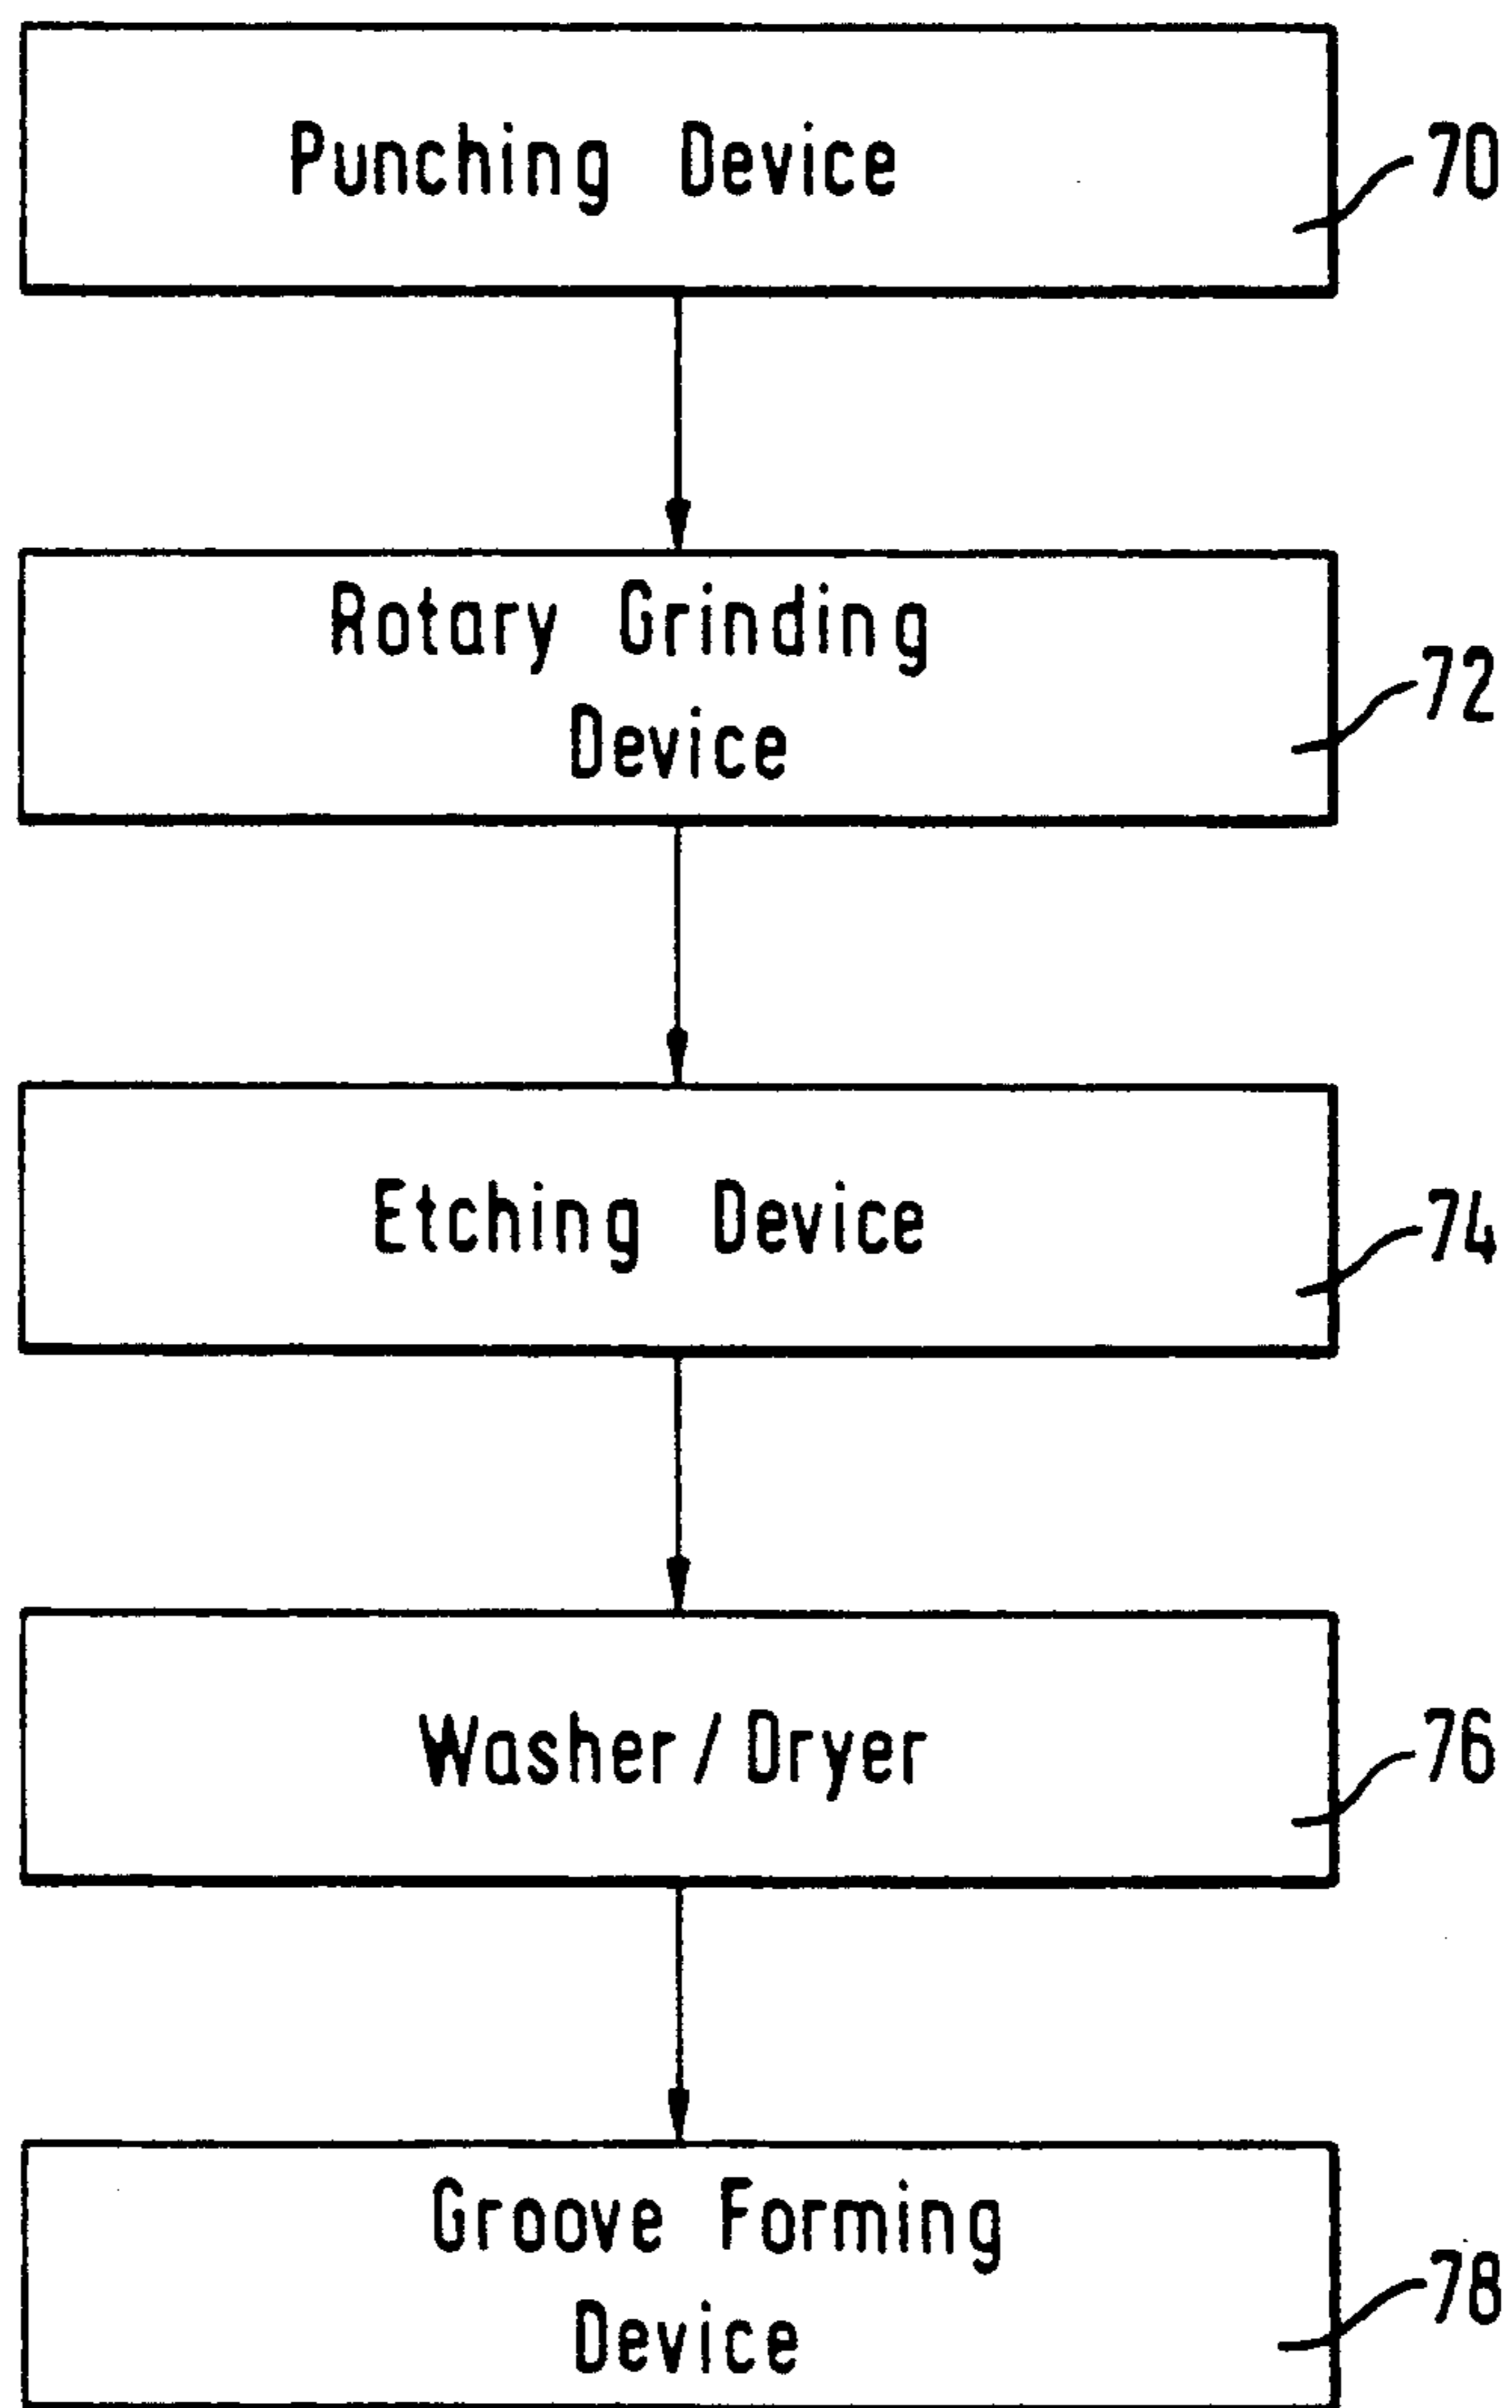 Punching Device
70
Rotary Grinding
Device
72
Etching Device
74
Washer/Dryer
76
Groove Forming
Device
78